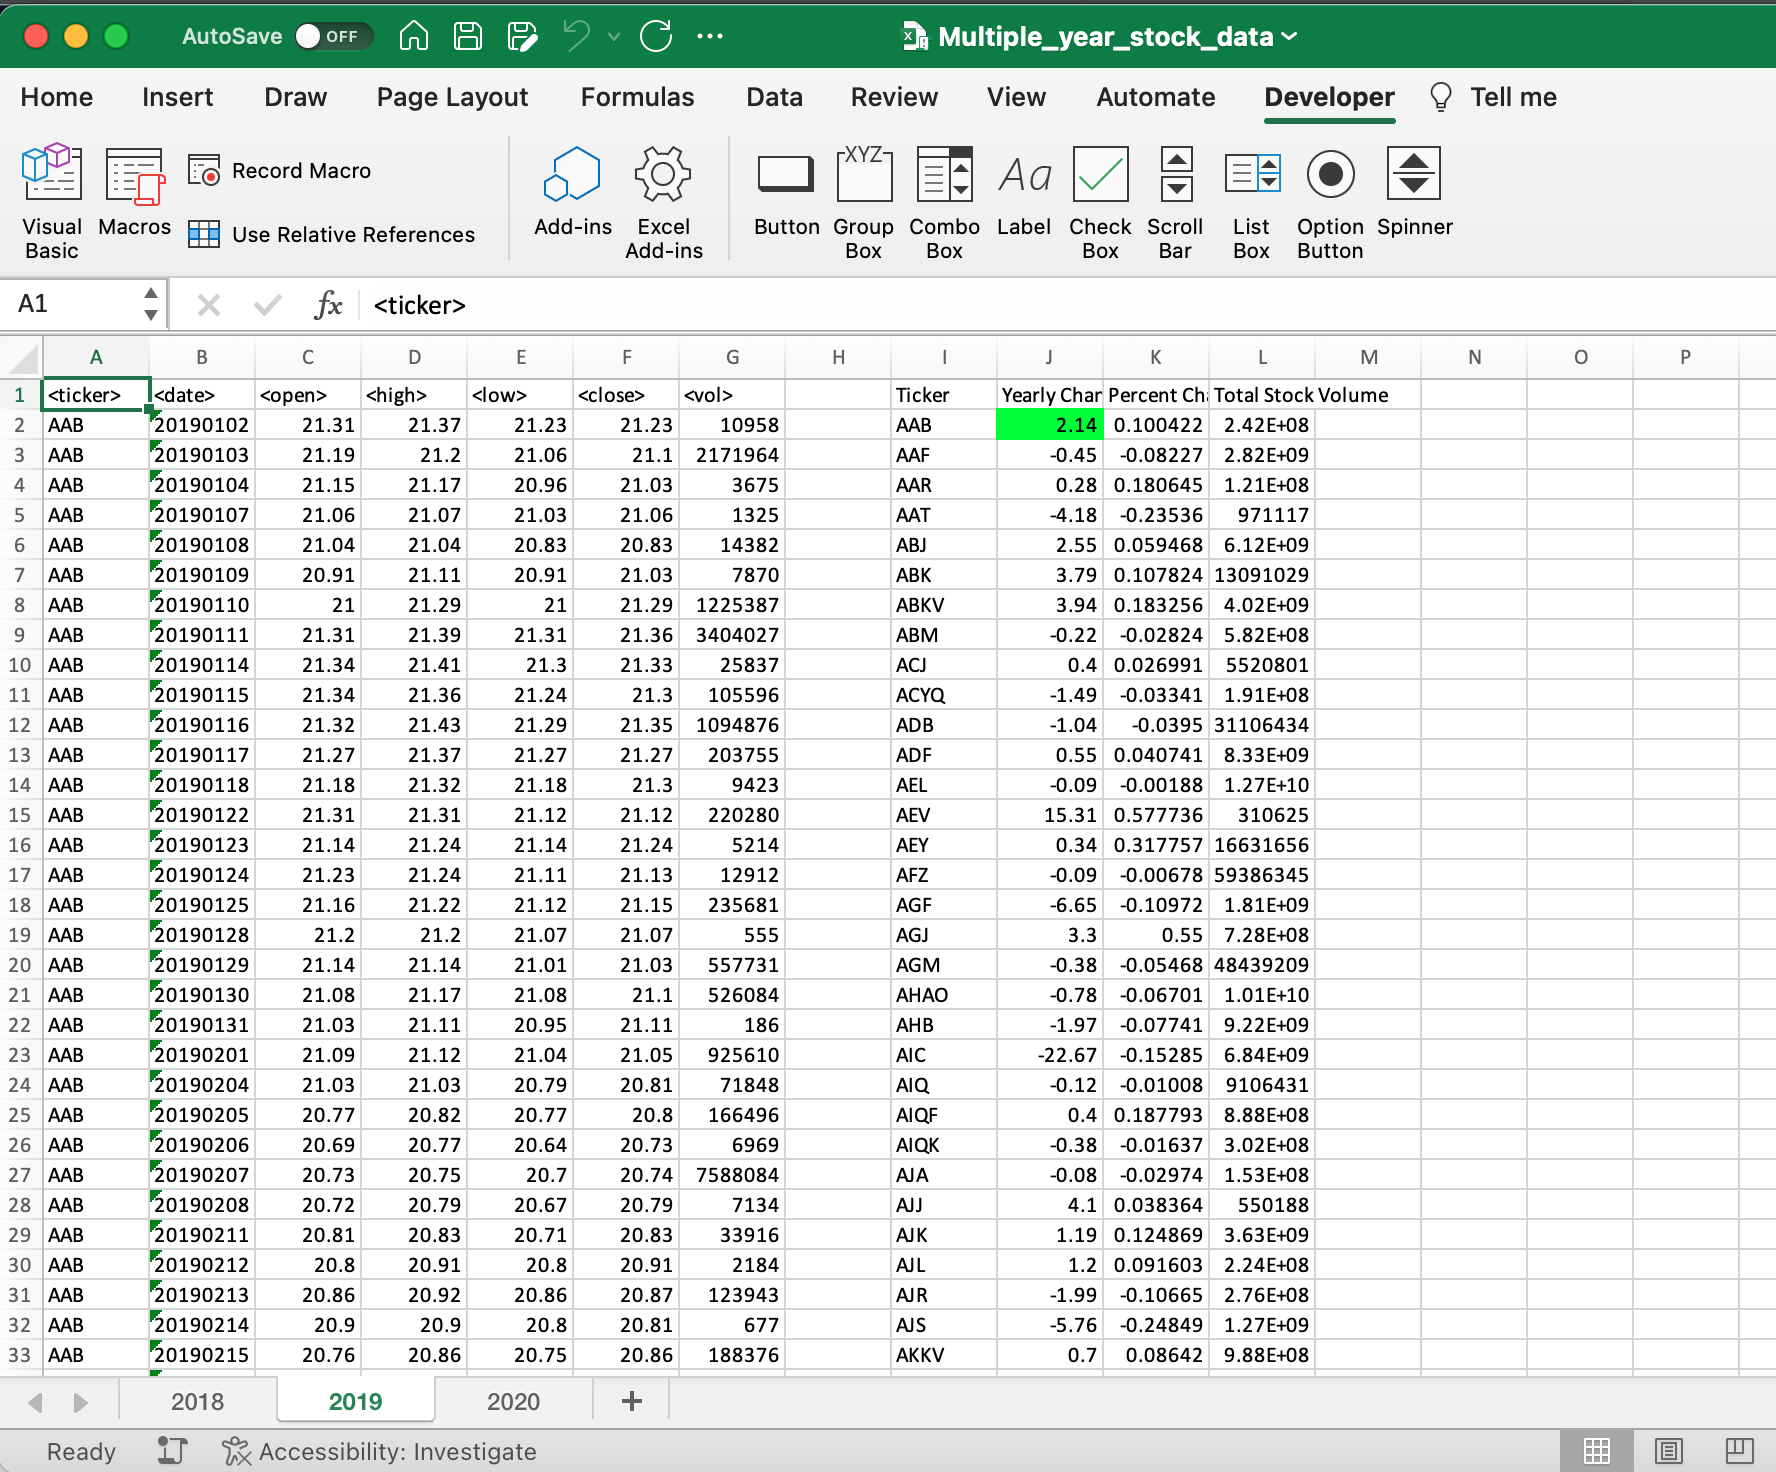 AutoSave OFF Multiple_year_stock_data
Home Insert Draw Page Layout Formulas Data Review View Automate Developer Tell me
Visual Basic Macros Record Macro Use Relative References Add-ins Excel Add-ins Button Group Box Combo Box Label Check Box Scroll Bar List Box Option Button Spinner
XYZ Aa
A1 fx <ticker>
A B C D E F G H I J K L M N O P
1 <ticker> <date> <open> <high> <low> <close> <vol> Ticker Yearly Char Percent Cha Total Stock Volume
2 AAB 20190102 21.31 21.37 21.23 21.23 10958 AAB 2.14 0.100422 2.42E+08
3 AAB 20190103 21.19 21.2 21.06 21.1 2171964 AAF -0.45 -0.08227 2.82E+09
4 AAB 20190104 21.15 21.17 20.96 21.03 3675 AAR 0.28 0.180645 1.21E+08
5 AAB 20190107 21.06 21.07 21.03 21.06 1325 AAT -4.18 -0.23536 971117
6 AAB 20190108 21.04 21.04 20.83 20.83 14382 ABJ 2.55 0.059468 6.12E+09
7 AAB 20190109 20.91 21.11 20.91 21.03 7870 ABK 3.79 0.107824 13091029
8 AAB 20190110 21 21.29 21 21.29 1225387 ABKV 3.94 0.183256 4.02E+09
9 AAB 20190111 21.31 21.39 21.31 21.36 3404027 ABM -0.22 -0.02824 5.82E+08
10 AAB 20190114 21.34 21.41 21.3 21.33 25837 ACJ 0.4 0.026991 5520801
11 AAB 20190115 21.34 21.36 21.24 21.3 105596 ACYQ -1.49 -0.03341 1.91E+08
12 AAB 20190116 21.32 21.43 21.29 21.35 1094876 ADB -1.04 -0.0395 31106434
13 AAB 20190117 21.27 21.37 21.27 21.27 203755 ADF 0.55 0.040741 8.33E+09
14 AAB 20190118 21.18 21.32 21.18 21.3 9423 AEL -0.09 -0.00188 1.27E+10
15 AAB 20190122 21.31 21.31 21.12 21.12 220280 AEV 15.31 0.577736 310625
16 AAB 20190123 21.14 21.24 21.14 21.24 5214 AEY 0.34 0.317757 16631656
17 AAB 20190124 21.23 21.24 21.11 21.13 12912 AFZ -0.09 -0.00678 59386345
18 AAB 20190125 21.16 21.22 21.12 21.15 235681 AGF -6.65 -0.10972 1.81E+09
19 AAB 20190128 21.2 21.2 21.07 21.07 555 AGJ 3.3 0.55 7.28E+08
20 AAB 20190129 21.14 21.14 21.01 21.03 557731 AGM -0.38 -0.05468 48439209
21 AAB 20190130 21.08 21.17 21.08 21.1 526084 AHAO -0.78 -0.06701 1.01E+10
22 AAB 20190131 21.03 21.11 20.95 21.11 186 AHB -1.97 -0.07741 9.22E+09
23 AAB 20190201 21.09 21.12 21.04 21.05 925610 AIC -22.67 -0.15285 6.84E+09
24 AAB 20190204 21.03 21.03 20.79 20.81 71848 AIQ -0.12 -0.01008 9106431
25 AAB 20190205 20.77 20.82 20.77 20.8 166496 AIQF 0.4 0.187793 8.88E+08
26 AAB 20190206 20.69 20.77 20.64 20.73 6969 AIQK -0.38 -0.01637 3.02E+08
27 AAB 20190207 20.73 20.75 20.7 20.74 7588084 AJA -0.08 -0.02974 1.53E+08
28 AAB 20190208 20.72 20.79 20.67 20.79 7134 AJJ 4.1 0.038364 550188
29 AAB 20190211 20.81 20.83 20.71 20.83 33916 AJK 1.19 0.124869 3.63E+09
30 AAB 20190212 20.8 20.91 20.8 20.91 2184 AJL 1.2 0.091603 2.24E+08
31 AAB 20190213 20.86 20.92 20.86 20.87 123943 AJR -1.99 -0.10665 2.76E+08
32 AAB 20190214 20.9 20.9 20.8 20.81 677 AJS -5.76 -0.24849 1.27E+09
33 AAB 20190215 20.76 20.86 20.75 20.86 188376 AKKV 0.7 0.08642 9.88E+08
2018 2019 2020 +
Ready Accessibility: Investigate